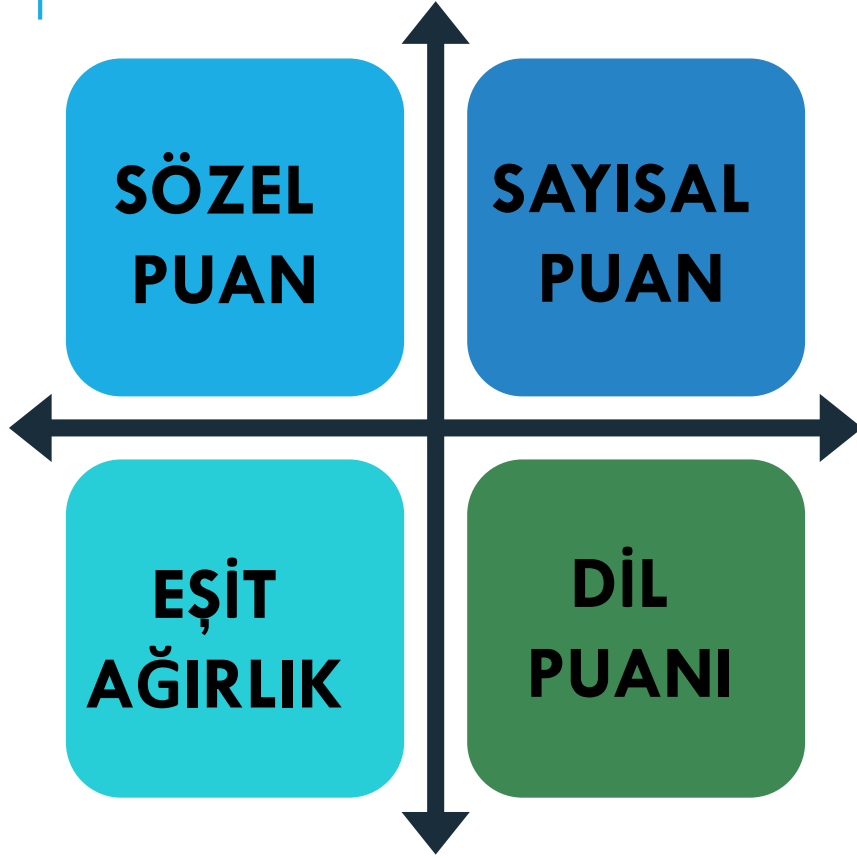 SÖZEL
PUAN
SAYISAL
PUAN
EŞİT
AĞIRLIK
DİL
PUANI